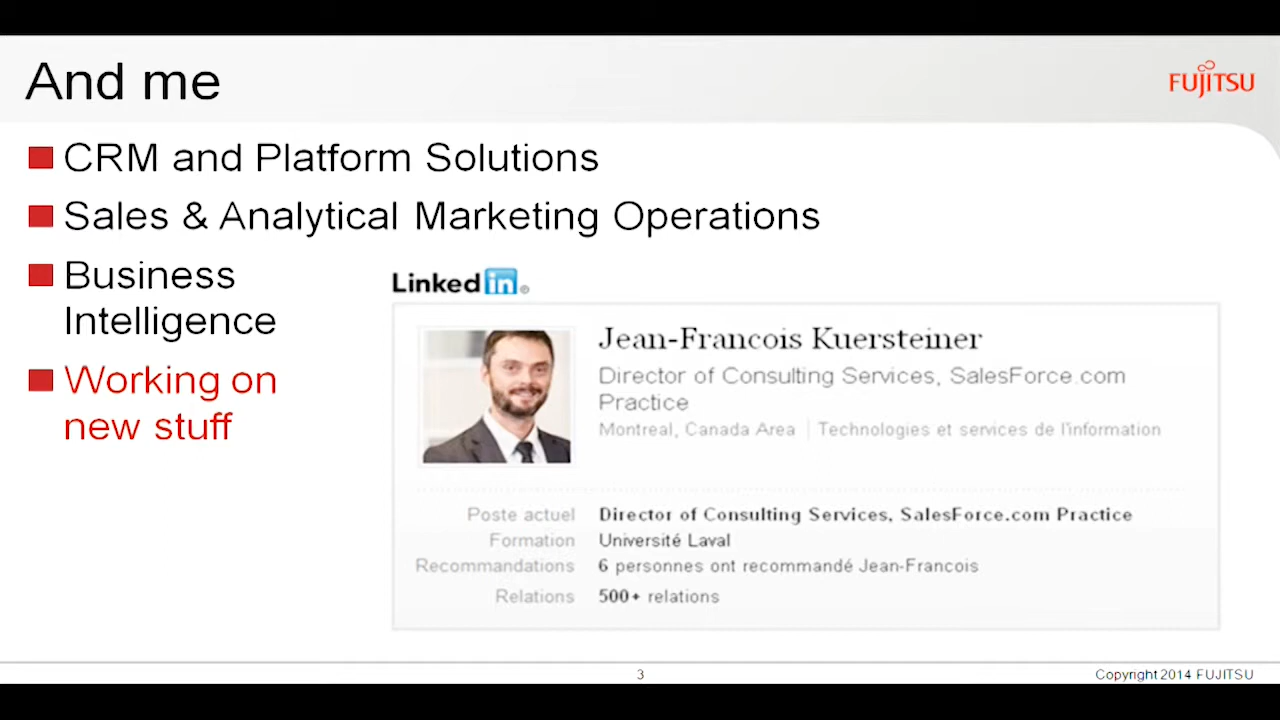 And me
FUJITSU
CRM and Platform Solutions
Sales & Analytical Marketing Operations
Business
Intelligence
Working on
new stuff
Linked in
Jean-Francois Kuersteiner
Director of Consulting Services, SalesForce.com
Practice
Montreal, Canada Area | Technologies et services de l'information
Poste actuel Director of Consulting Services, SalesForce.com Practice
Formation Université Laval
Recommandations 6 personnes ont recommandé Jean-Francois
Relations 500+ relations
3
Copyright 2014 FUJITSU